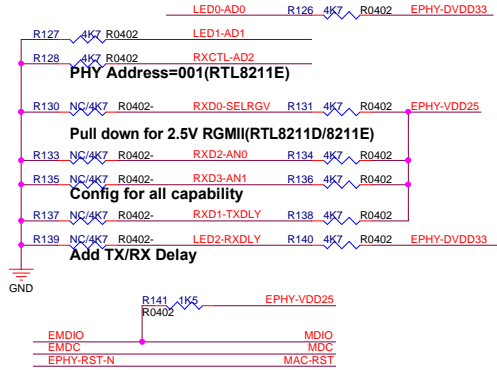 LED0-AD0 R126 4K7 R0402 EPHY-DVDD33
R127 4K7 R0402 LED1-AD1
R128 4K7 R0402 RXCTL-AD2
PHY Address=001(RTL8211E)
R130 NC/4K7 R0402- RXD0-SELRGV R131 4K7 R0402 EPHY-VDD25
Pull down for 2.5V RGMII(RTL8211D/8211E)
R133 NC/4K7 R0402- RXD2-AN0 R134 4K7 R0402
R135 NC/4K7 R0402- RXD3-AN1 R136 4K7 R0402
Config for all capability
R137 NC/4K7 R0402- RXD1-TXDLY R138 4K7 R0402
R139 NC/4K7 R0402- LED2-RXDLY R140 4K7 R0402 EPHY-DVDD33
Add TX/RX Delay
GND
R141 1K5 EPHY-VDD25
R0402
EMDIO MDIO
EMDC MDC
EPHY-RST-N MAC-RST